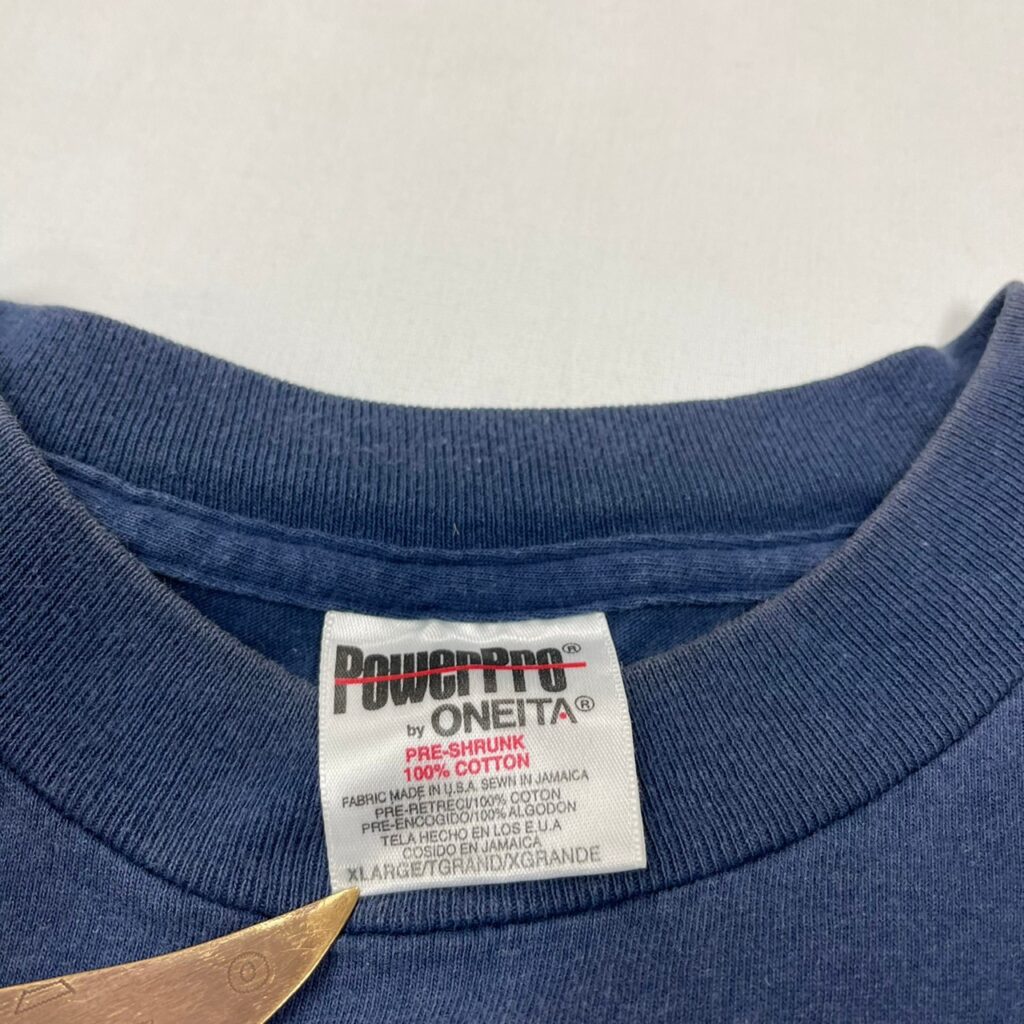 PowerPro®
by ONEITA®
PRE-SHRUNK
100% COTTON
FABRIC MADE IN U.S.A. SEWN IN JAMAICA
PRE-RETRECI/100% COTON
PRE-ENCOGIDO/100% ALGODON
TELA HECHO EN LOS E.U.A
COSIDO EN JAMAICA
XLARGE/TGRAND/XGRANDE